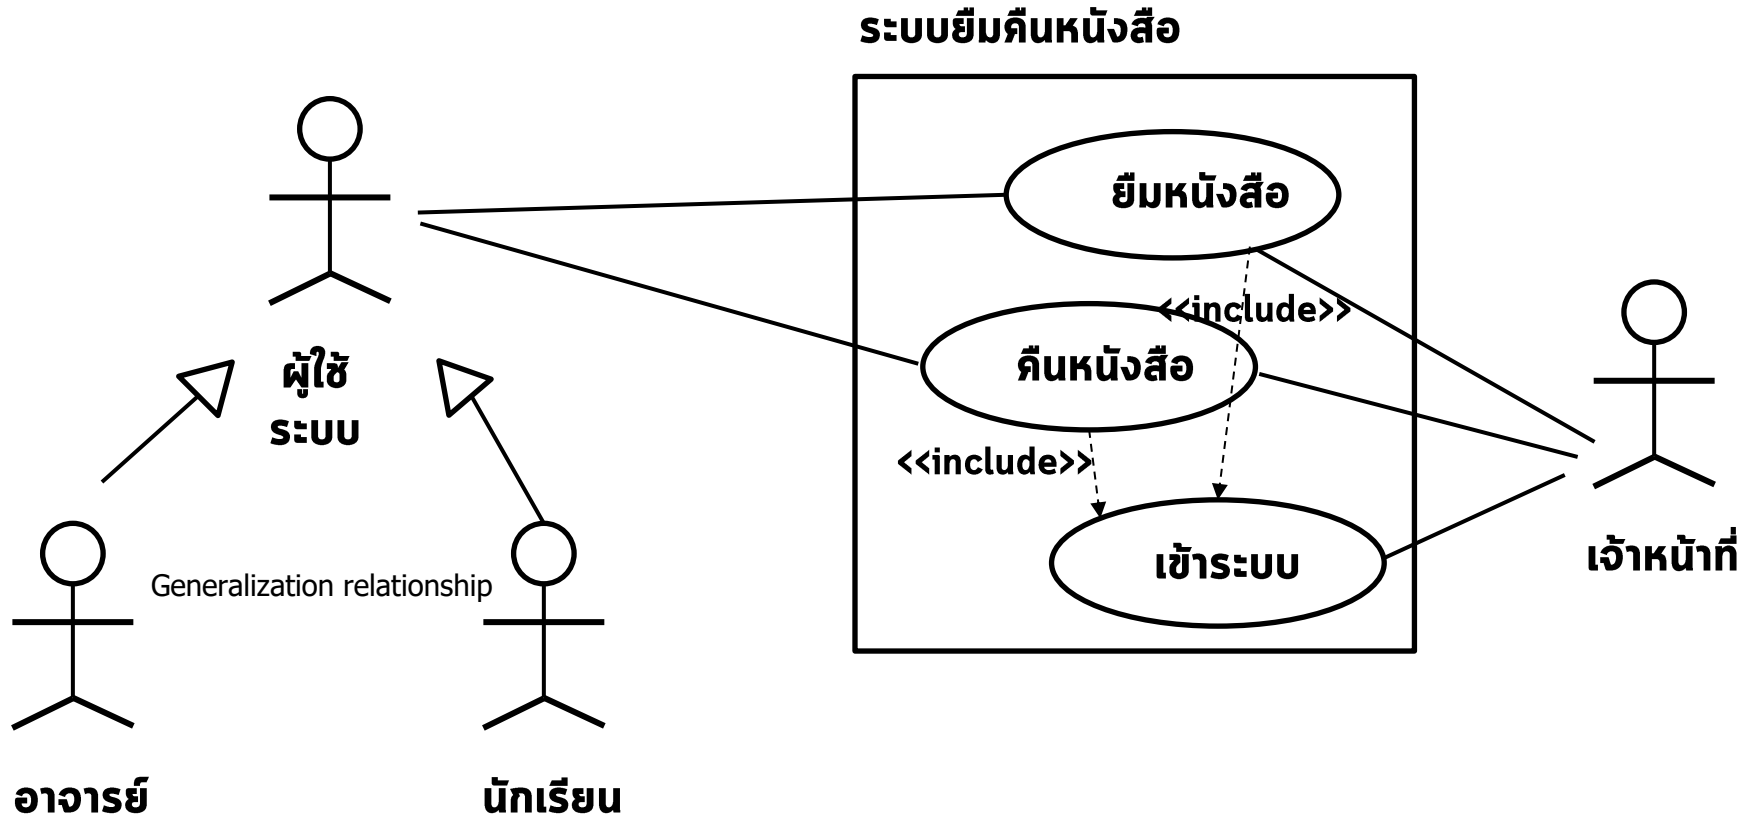 ระบบยืมคืนหนังสือ
ยืมหนังสือ
<<include>>
คืนหนังสือ
ผู้ใช้
ระบบ
<<include>>
เข้าระบบ
เจ้าหน้าที่
Generalization relationship
อาจารย์
นักเรียน